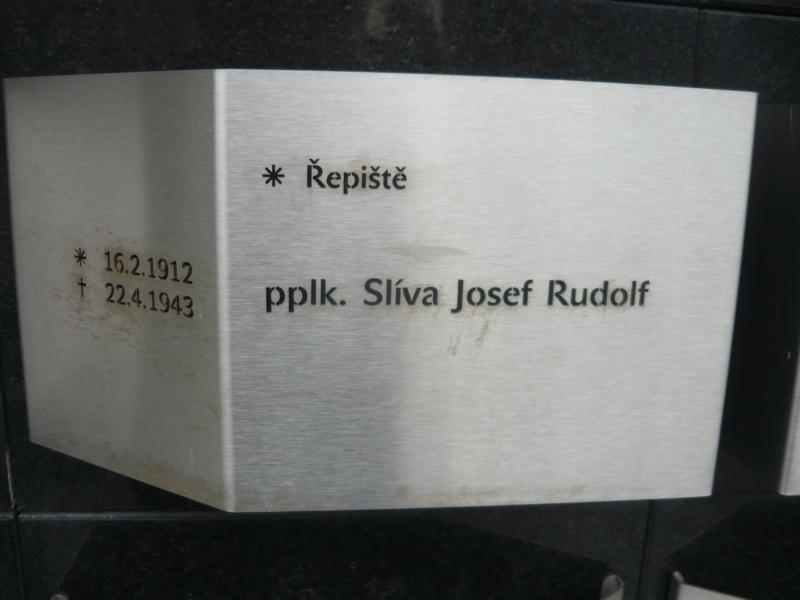 * 16.2.1912
† 22.4.1943
* Řepiště
pplk. Slíva Josef Rudolf